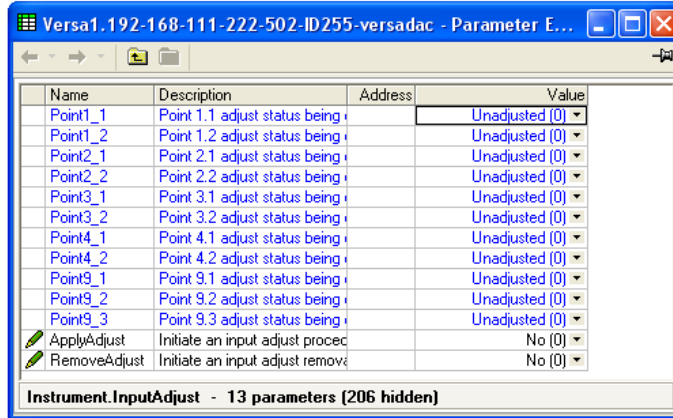 Versa1.192-168-111-222-502-ID255-versadac - Parameter E...
Name Description Address Value
Point1_1 Point 1.1 adjust status being Unadjusted (0)
Point1_2 Point 1.2 adjust status being Unadjusted (0)
Point2_1 Point 2.1 adjust status being Unadjusted (0)
Point2_2 Point 2.2 adjust status being Unadjusted (0)
Point3_1 Point 3.1 adjust status being Unadjusted (0)
Point3_2 Point 3.2 adjust status being Unadjusted (0)
Point4_1 Point 4.1 adjust status being Unadjusted (0)
Point4_2 Point 4.2 adjust status being Unadjusted (0)
Point9_1 Point 9.1 adjust status being Unadjusted (0)
Point9_2 Point 9.2 adjust status being Unadjusted (0)
Point9_3 Point 9.3 adjust status being Unadjusted (0)
ApplyAdjust Initiate an input adjust proced No (0)
RemoveAdjust Initiate an input adjust remova No (0)
Instrument.InputAdjust - 13 parameters (206 hidden)